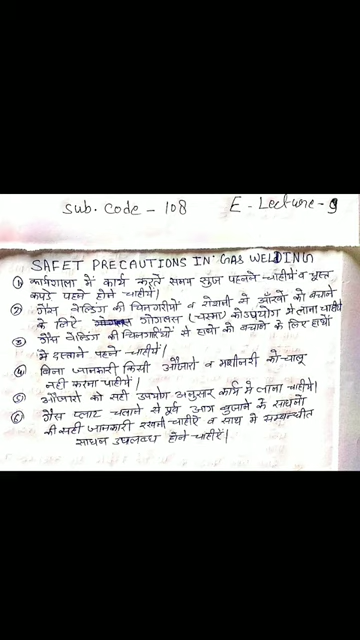 Sub. Code - 108 E - Lecture - 9
SAFET PRECAUTIONS IN GAS WELDING
① कार्यशाला में कार्य करते समय शूज पहनने चाहीये व चुस्त
कपडे पहने होने चाहीये।
② गैस वेल्डिंग की चिनगारीयों व रोशनी से आँखों को बचाने
के लिए गोगलस (चश्मा) को उपयोग मे लाना चाहीये
③ गैस वेल्डिंग की चिनगारियों से हाथों को बचाने के लिए हाथों
मे दस्ताने पहने चाहीये।
④ बिना जानकारी किसी औजारो व मशीनरी को चालू
नही करना चाहीये।
⑤ औजारो को सही उपयोग अनुसार कार्य मे लाना चाहीये।
⑥ गैस प्लांट चलाने से पूर्व आग बुजाने के साधनो
की सही जानकारी रखनी चाहीए व साथ मे सम्बन्धीत
साधन उपलब्ध होने चाहीए।